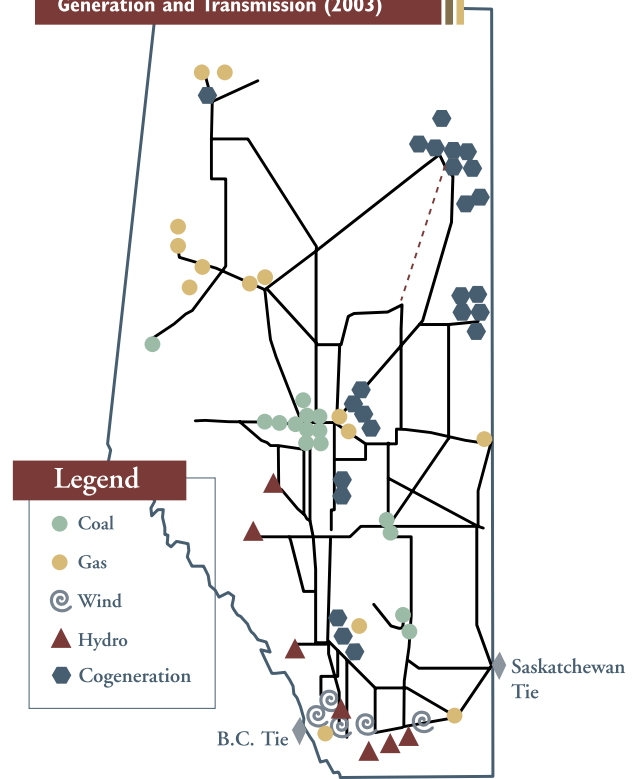 Generation and Transmission (2003)
Legend
Coal
Gas
Wind
Hydro
Cogeneration
Saskatchewan
Tie
B.C. Tie